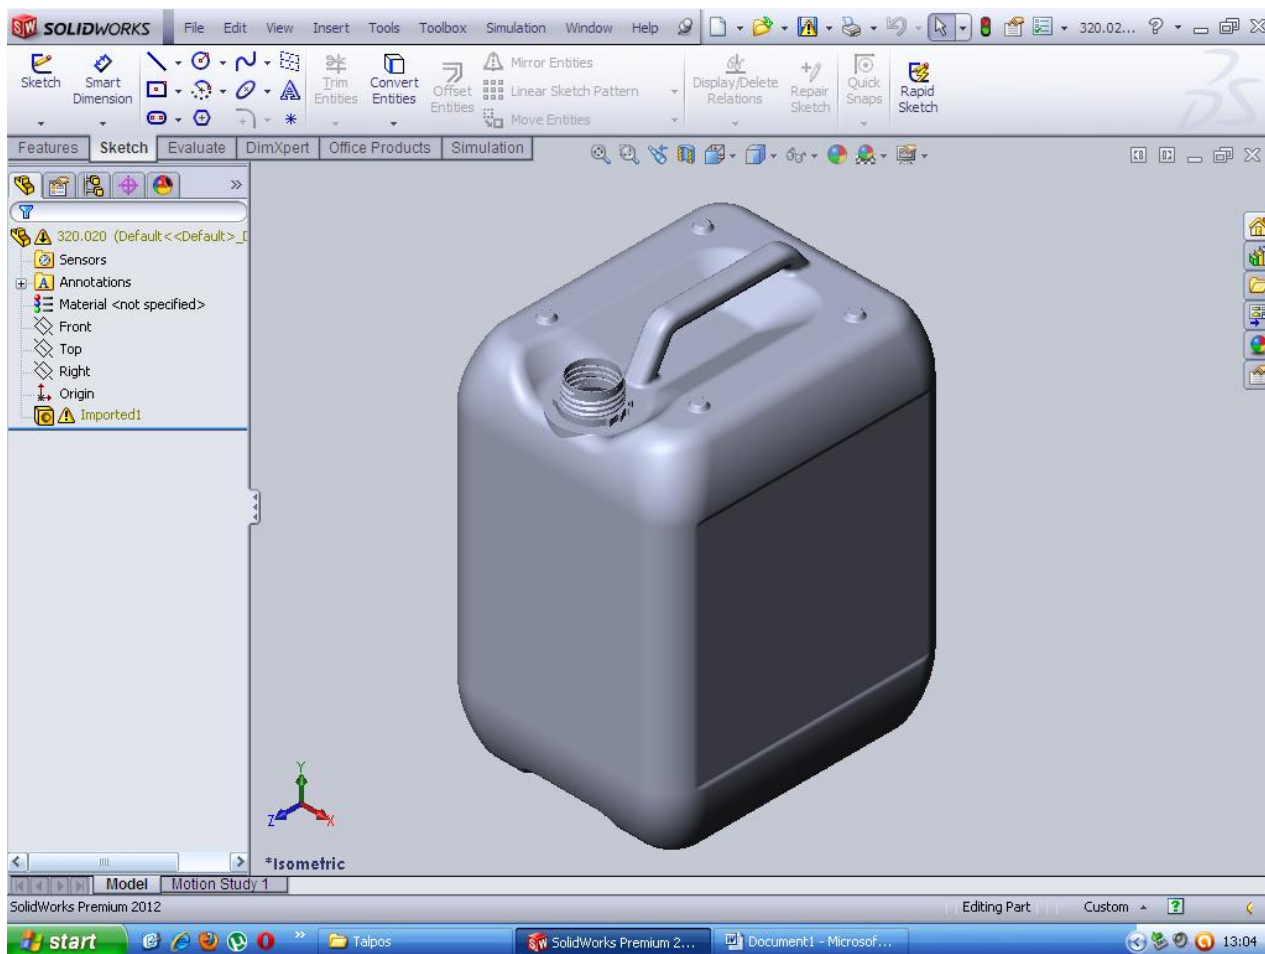 SW SOLIDWORKS File Edit View Insert Tools Toolbox Simulation Window Help 320.02... ?
Sketch Smart Dimension Trim Entities Convert Entities Offset Entities Mirror Entities Display/Delete Relations Repair Sketch Quick Snaps Rapid Sketch
Linear Sketch Pattern
Move Entities
Features Sketch Evaluate DimXpert Office Products Simulation
»
320.020 (Default<<Default>_D
Sensors
A Annotations
Material <not specified>
Front
Top
Right
Origin
Imported1
Y
Z X
*Isometric
Model Motion Study 1
SolidWorks Premium 2012 Editing Part Custom ?
start » Talpos SolidWorks Premium 2... Document1 - Microsof... 13:04